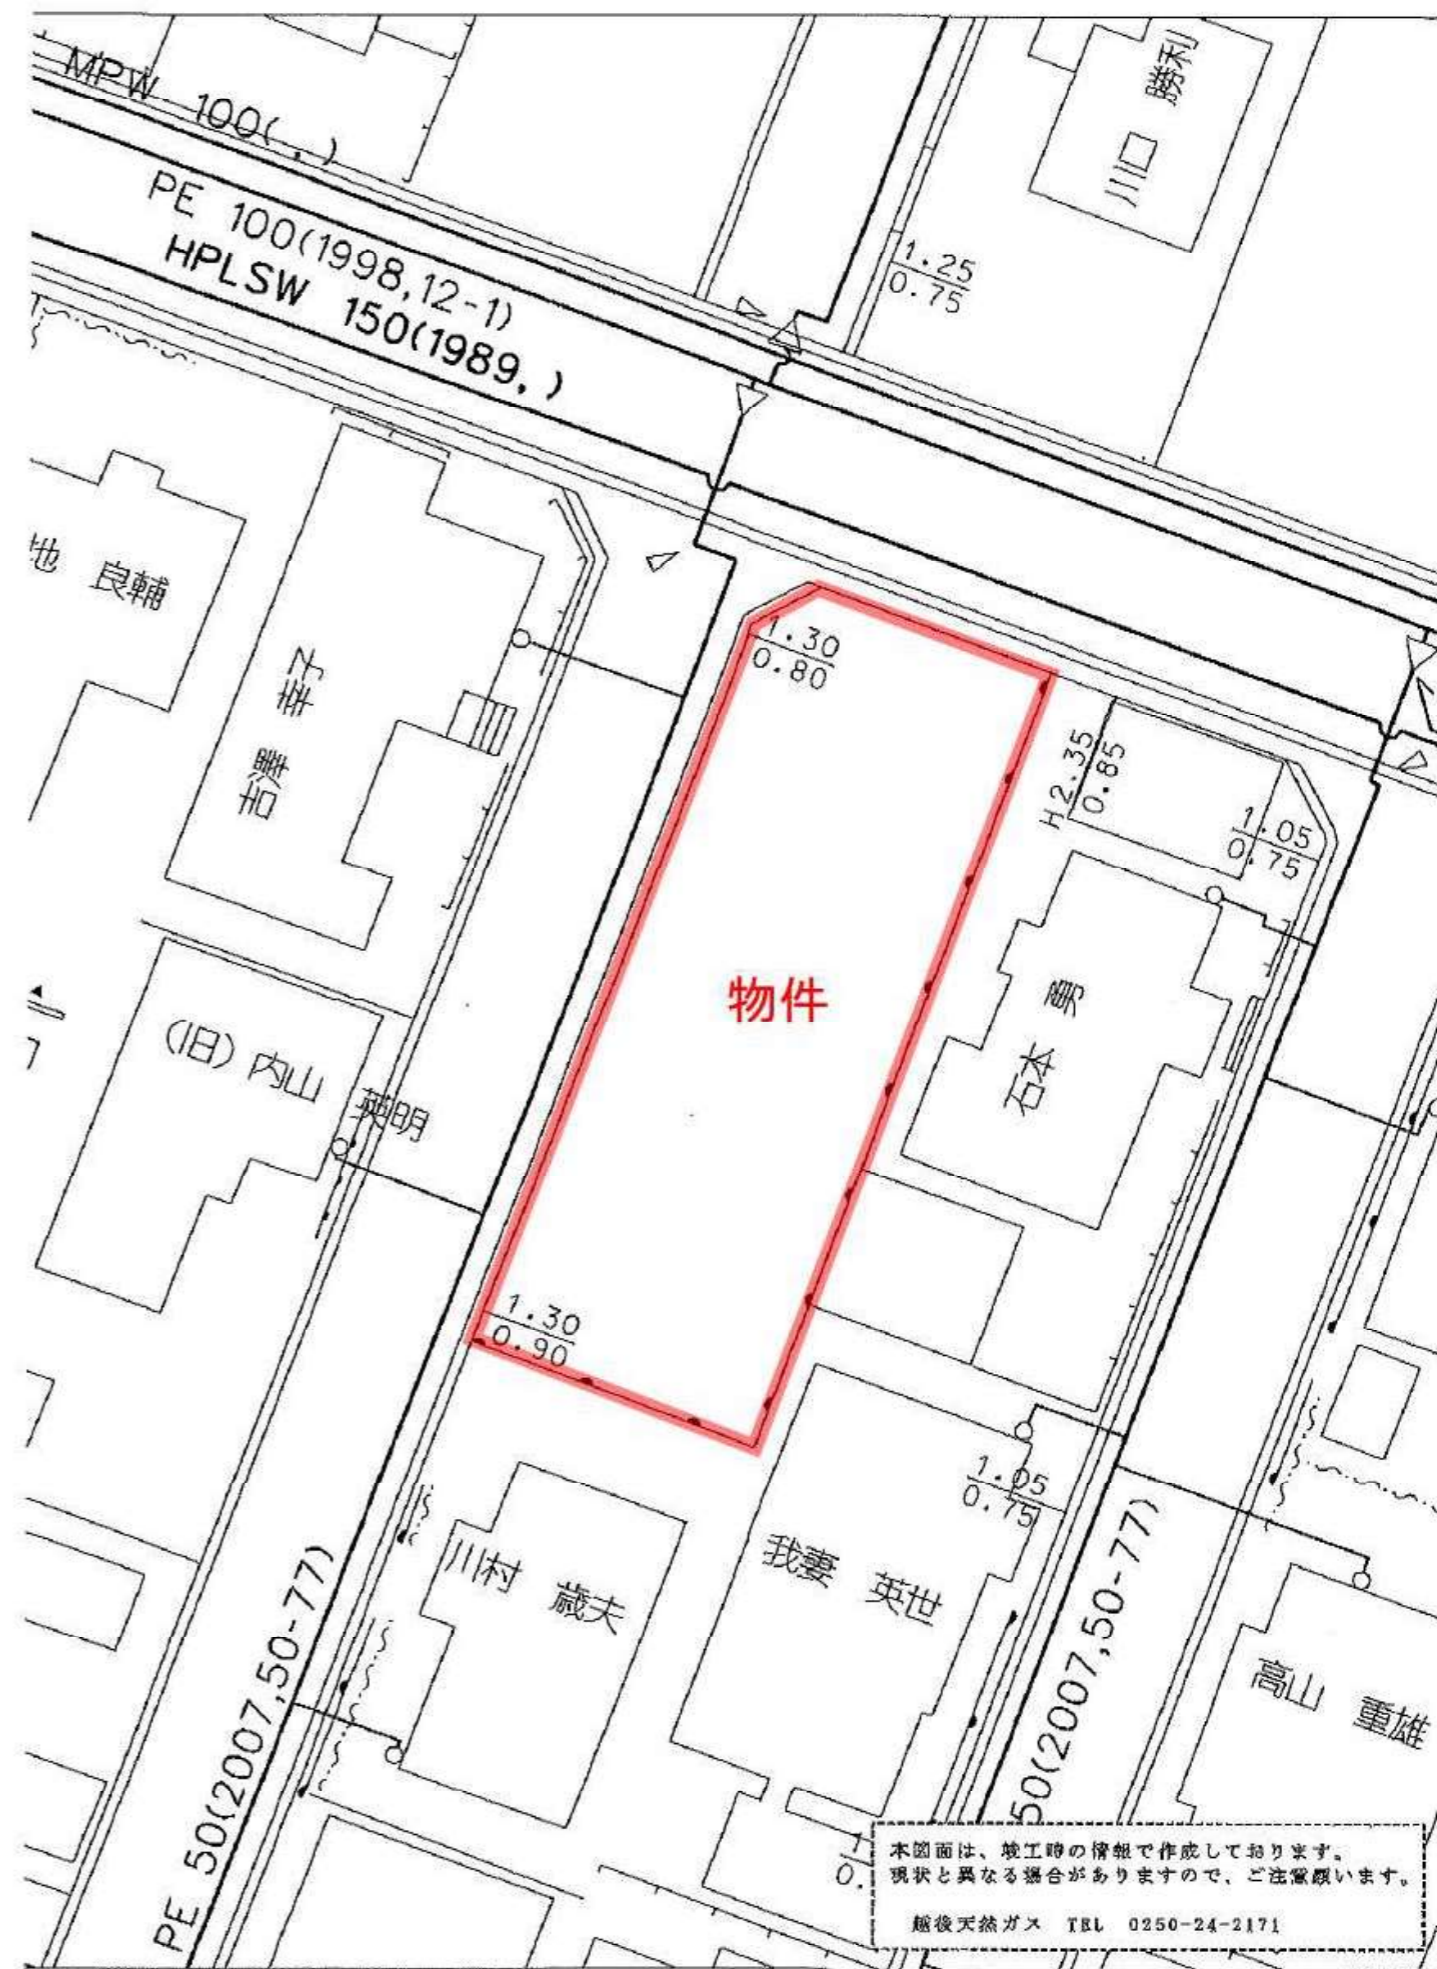 MPW 100( , )
PE 100(1998,12-1)
HPLSW 150(1989, )
川口 勝利
1.25
0.75
地 良輔
吉澤 幸子
1.30
0.80
H2.35
0.85
1.05
0.75
物件
石本 勇
(旧)内山 英明
1.30
0.90
1.05
0.75
川村 歳夫
我妻 英世
高山 重雄
PE 50(2007,50-77)
50(2007,50-77)
0.
本図面は、竣工時の情報で作成しております。
現状と異なる場合がありますので、ご注意願います。
越後天然ガス TEL 0250-24-2171